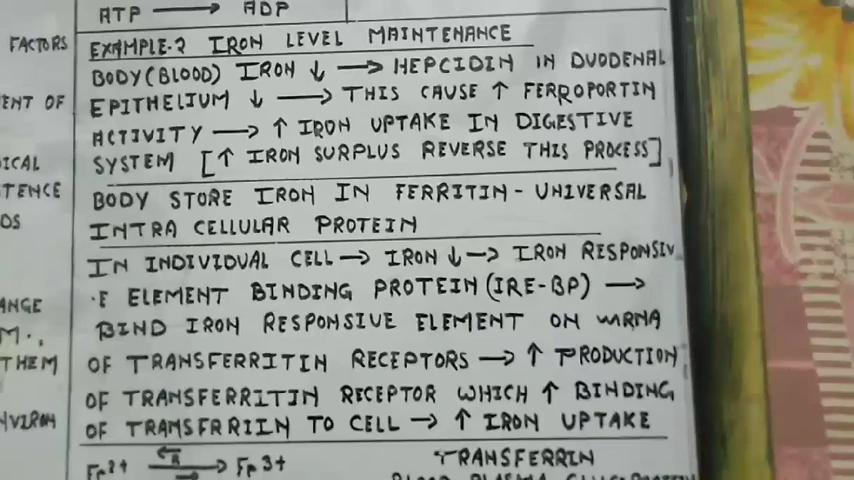 ATP ⟶ ADP
FACTORS
EXAMPLE-2 IRON LEVEL MAINTENANCE
BODY(BLOOD) IRON ↓ ⟶ HEPCIDIN IN DUODENAL
ENT OF
EPITHELIUM ↓ ⟶ THIS CAUSE ↑ FERROPORTIN
ACTIVITY ⟶ ↑ IRON UPTAKE IN DIGESTIVE
ICAL
SYSTEM [↑ IRON SURPLUS REVERSE THIS PROCESS]
TENCE
BODY STORE IRON IN FERRITIN - UNIVERSAL
DS
INTRA CELLULAR PROTEIN
IN INDIVIDUAL CELL ⟶ IRON ↓ ⟶ IRON RESPONSIV
·E ELEMENT BINDING PROTEIN (IRE-BP) ⟶
ANGE
BIND IRON RESPONSIVE ELEMENT ON mRNA
M.,
OF TRANSFERRITIN RECEPTORS ⟶ ↑ PRODUCTION
THEM
OF TRANSFERRITIN RECEPTOR WHICH ↑ BINDING
OF TRANSFRRIIN TO CELL ⟶ ↑ IRON UPTAKE
NVIRON
Fe2+ ⟶ Fe3+
TRANSFERRIN